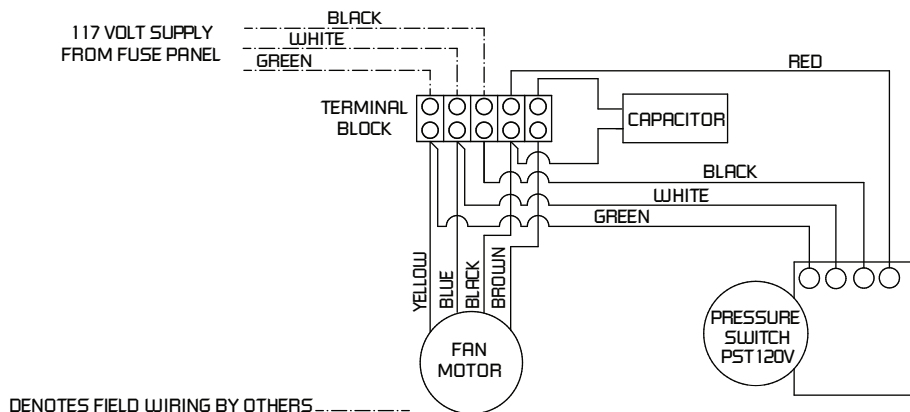 BLACK
117 VOLT SUPPLY
FROM FUSE PANEL
WHITE
GREEN
RED
TERMINAL
BLOCK
CAPACITOR
BLACK
WHITE
GREEN
YELLOW
BLUE
BLACK
BROWN
PRESSURE
SWITCH
PST120V
FAN
MOTOR
DENOTES FIELD WIRING BY OTHERS